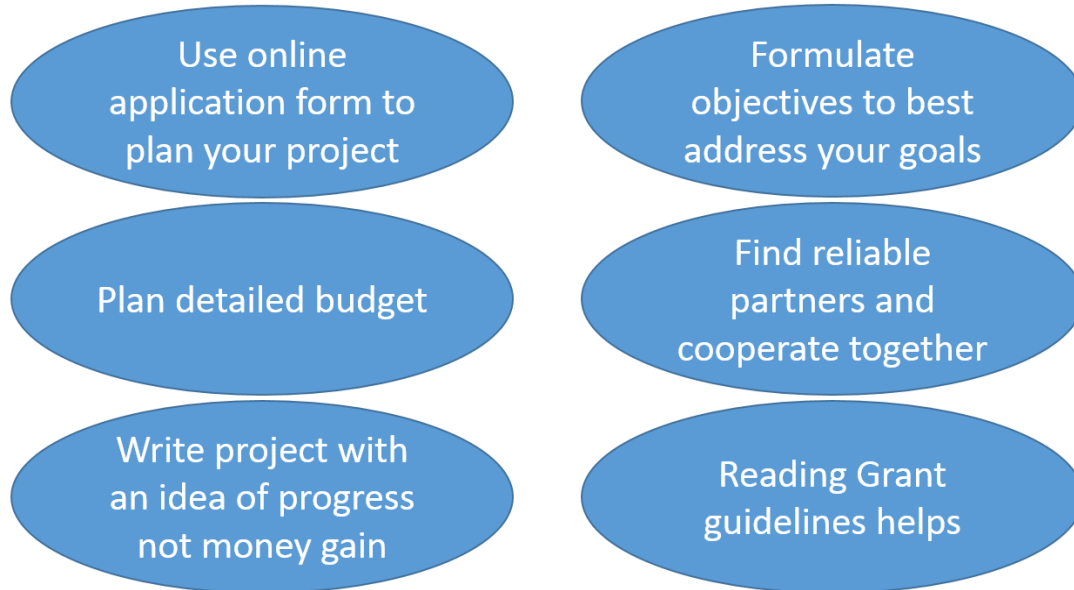 Use online
application form to
plan your project
Formulate
objectives to best
address your goals
Plan detailed budget
Find reliable
partners and
cooperate together
Write project with
an idea of progress
not money gain
Reading Grant
guidelines helps